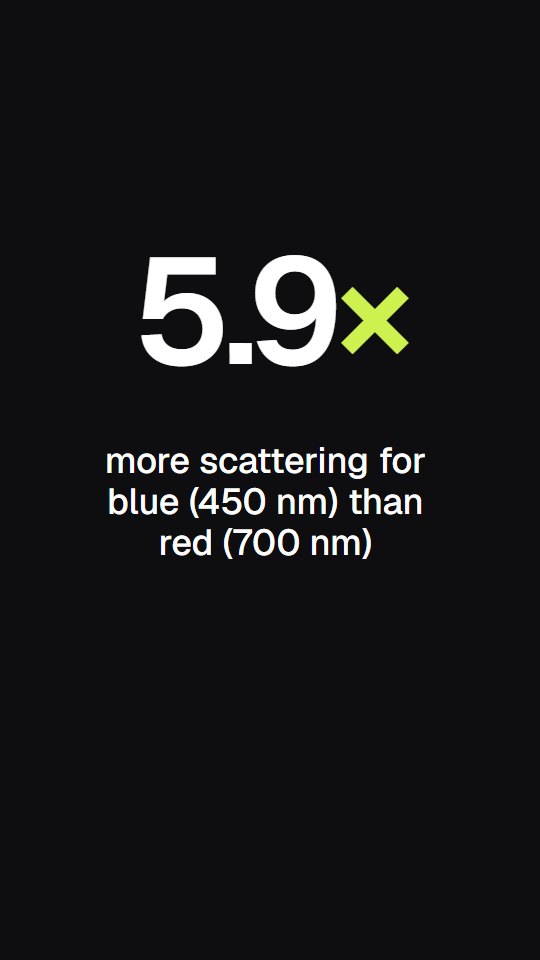 5.9×
more scattering for
blue (450 nm) than
red (700 nm)